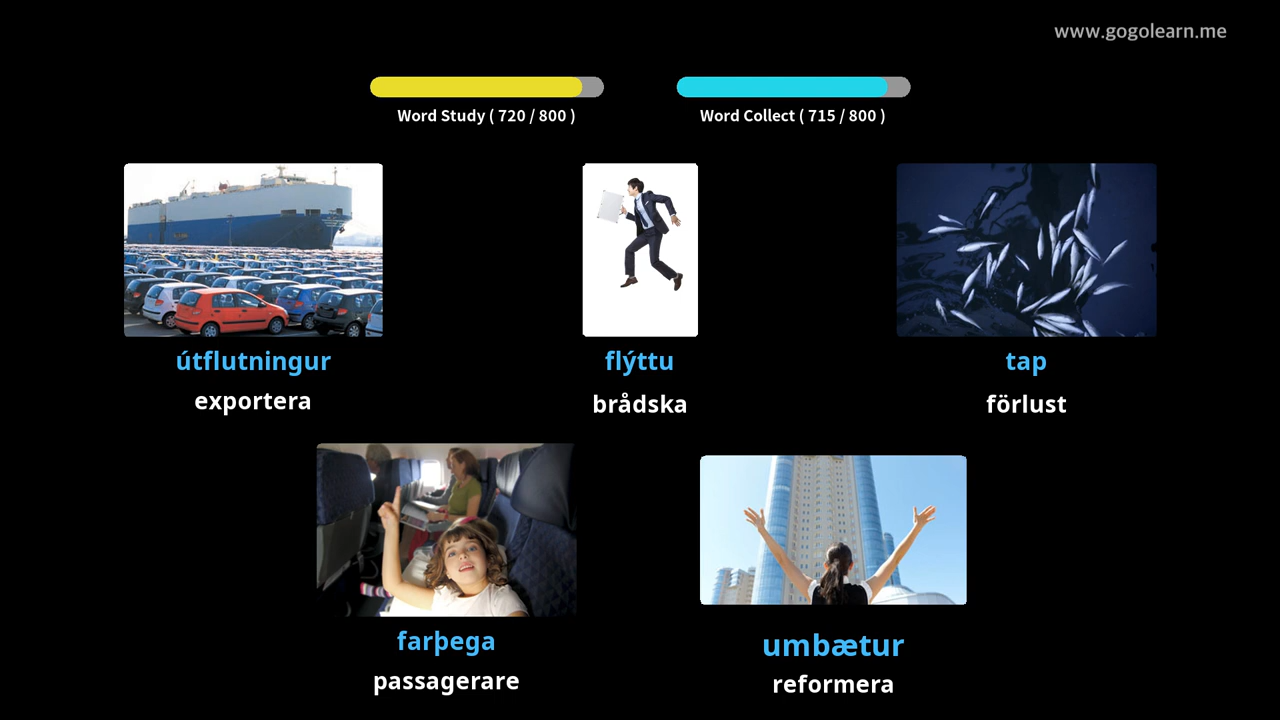 www.gogolearn.me
Word Study ( 720 / 800 )
Word Collect ( 715 / 800 )
útflutningur
exportera
flýttu
brådska
tap
förlust
farþega
passagerare
umbætur
reformera